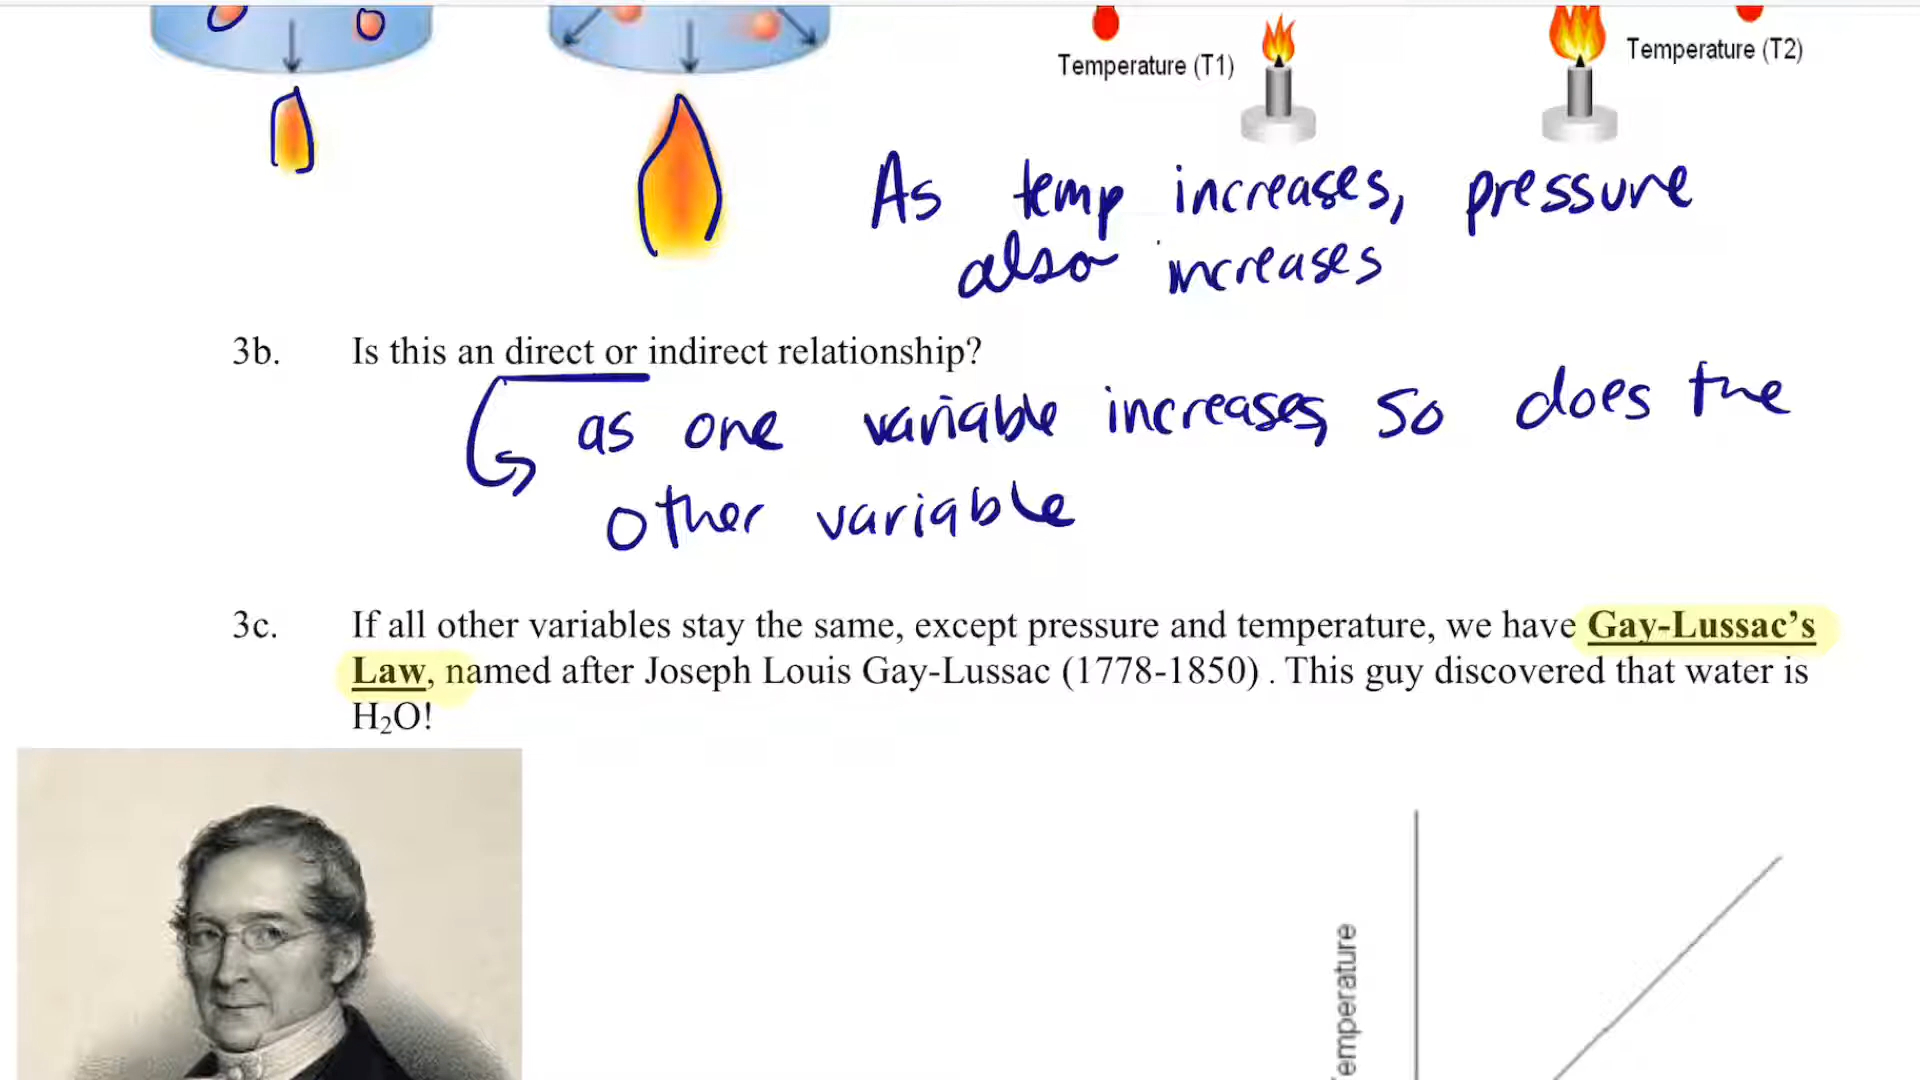 Temperature (T1)
Temperature (T2)
As temp increases, pressure
also increases
3b. Is this an direct or indirect relationship?
as one variable increases, so does the
other variable
3c. If all other variables stay the same, except pressure and temperature, we have Gay-Lussac’s
Law, named after Joseph Louis Gay-Lussac (1778-1850) . This guy discovered that water is
H₂O!
emperature